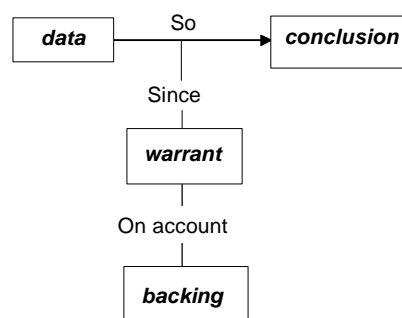 So
data
conclusion
Since
warrant
On account
backing